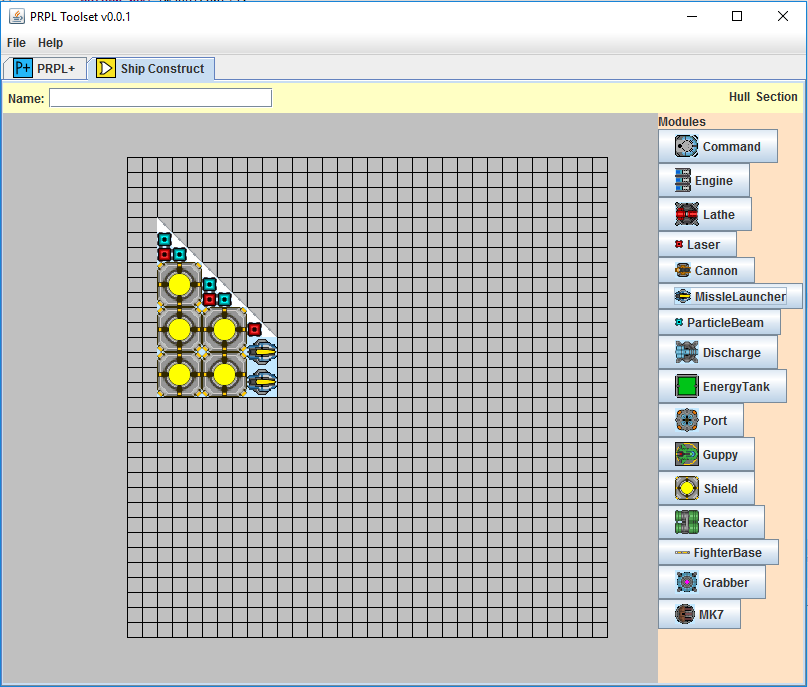 PRPL Toolset v0.0.1
File Help
P+ PRPL+ Ship Construct
Name:
Hull Section
Modules
Command
Engine
Lathe
Laser
Cannon
MissleLauncher
ParticleBeam
Discharge
EnergyTank
Port
Guppy
Shield
Reactor
FighterBase
Grabber
MK7